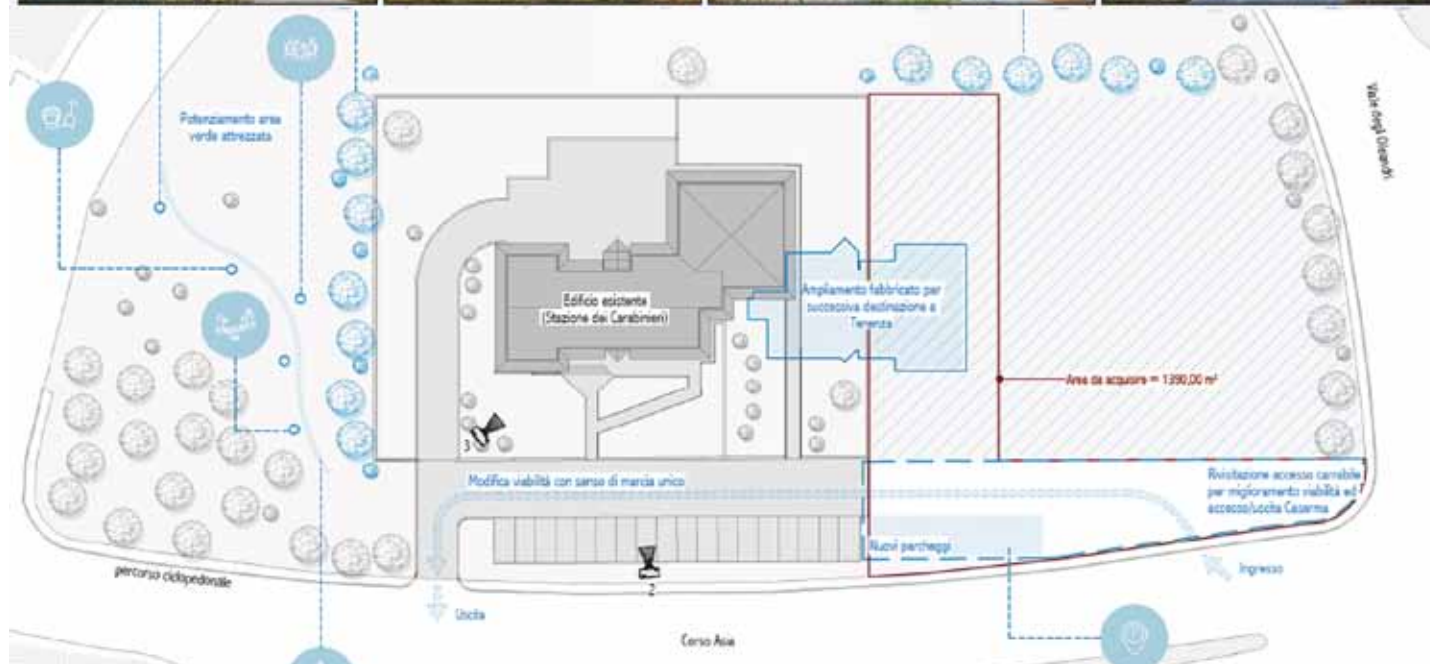 Potenziamento area
verde attrezzata
Viale degli Oleandri
Edificio esistente
(Stazione dei Carabinieri)
Ampliamento fabbricato per
successiva destinazione a
Tenenza
Area da acquisire = 1390,00 m²
3
Modifica viabilità con senso di marcia unico
Rivisitazione accesso carrabile
per miglioramento viabilità ed
accesso/uscita Caserma
Nuovi parcheggi
percorso ciclopedonale
2
Ingresso
Uscita
Corso Asia